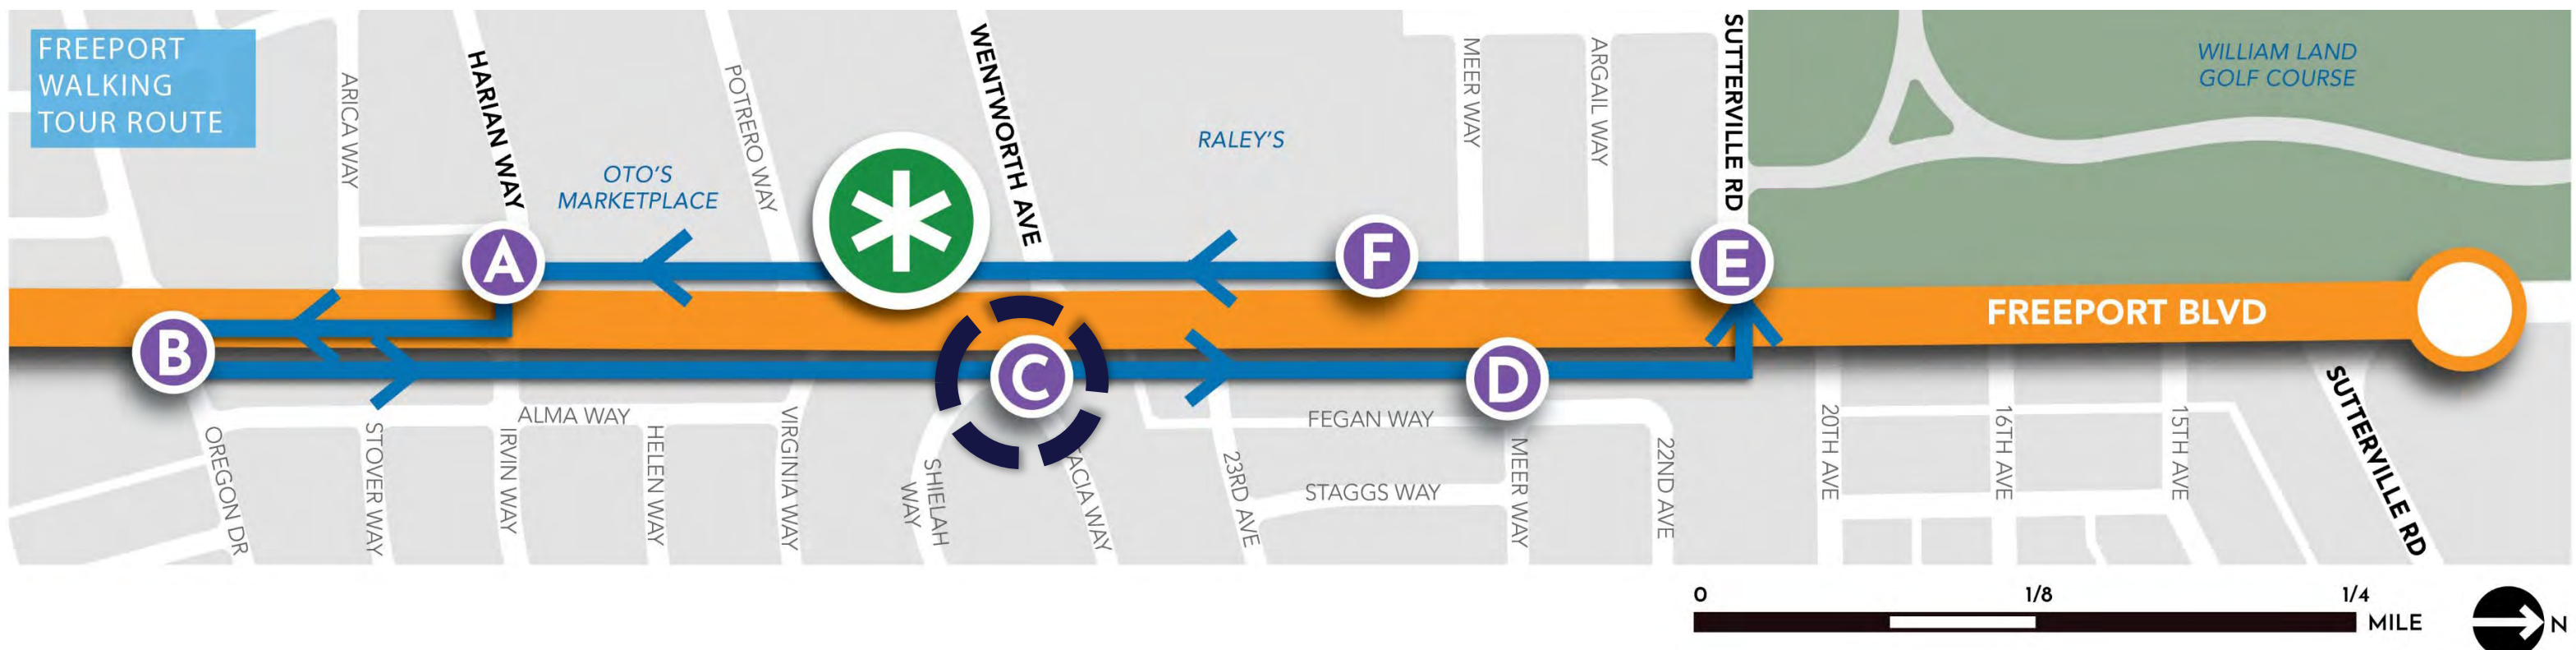 FREEPORT
WALKING
TOUR ROUTE
ARICA WAY
HARIAN WAY
OTO'S
MARKETPLACE
POTRERO WAY
WENTWORTH AVE
RALEY'S
MEER WAY
ARGAIL WAY
SUTTERVILLE RD
WILLIAM LAND
GOLF COURSE
A
F
E
B
C
D
FREEPORT BLVD
OREGON DR
STOVER WAY
IRVIN WAY
ALMA WAY
HELEN WAY
VIRGINIA WAY
SHIELAH
WAY
TACIA WAY
23RD AVE
FEGAN WAY
STAGGS WAY
MEER WAY
22ND AVE
20TH AVE
16TH AVE
15TH AVE
SUTTERVILLE RD
0 1/8 1/4
MILE
N